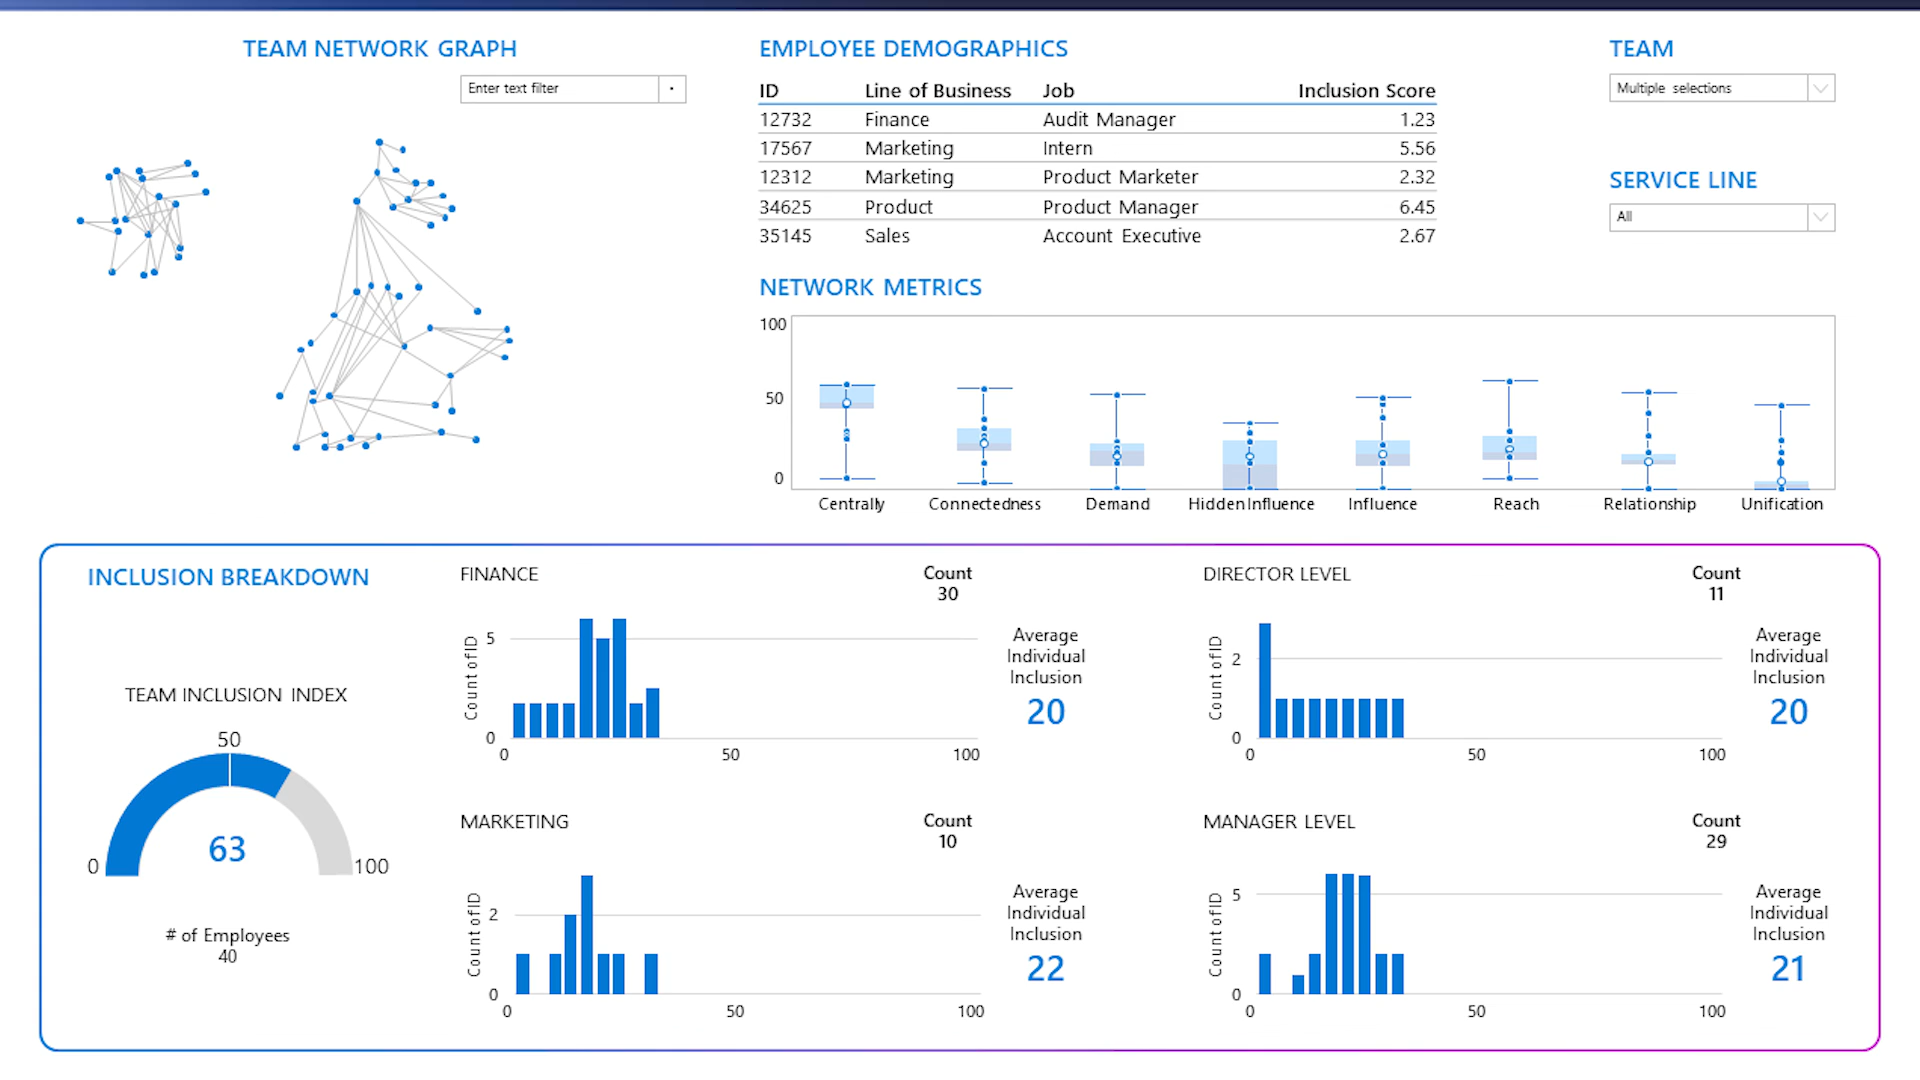 TEAM NETWORK GRAPH
Enter text filter
EMPLOYEE DEMOGRAPHICS
ID Line of Business Job Inclusion Score
12732 Finance Audit Manager 1.23
17567 Marketing Intern 5.56
12312 Marketing Product Marketer 2.32
34625 Product Product Manager 6.45
35145 Sales Account Executive 2.67
TEAM
Multiple selections
SERVICE LINE
All
NETWORK METRICS
100
50
0
Centrally Connectedness Demand HiddenInfluence Influence Reach Relationship Unification
INCLUSION BREAKDOWN
TEAM INCLUSION INDEX
50
0 63 100
# of Employees
40
FINANCE
Count
30
Count of ID
5
0
0 50 100
Average
Individual
Inclusion
20
DIRECTOR LEVEL
Count
11
Count of ID
2
0
0 50 100
Average
Individual
Inclusion
20
MARKETING
Count
10
Count of ID
2
0
0 50 100
Average
Individual
Inclusion
22
MANAGER LEVEL
Count
29
Count of ID
5
0
0 50 100
Average
Individual
Inclusion
21